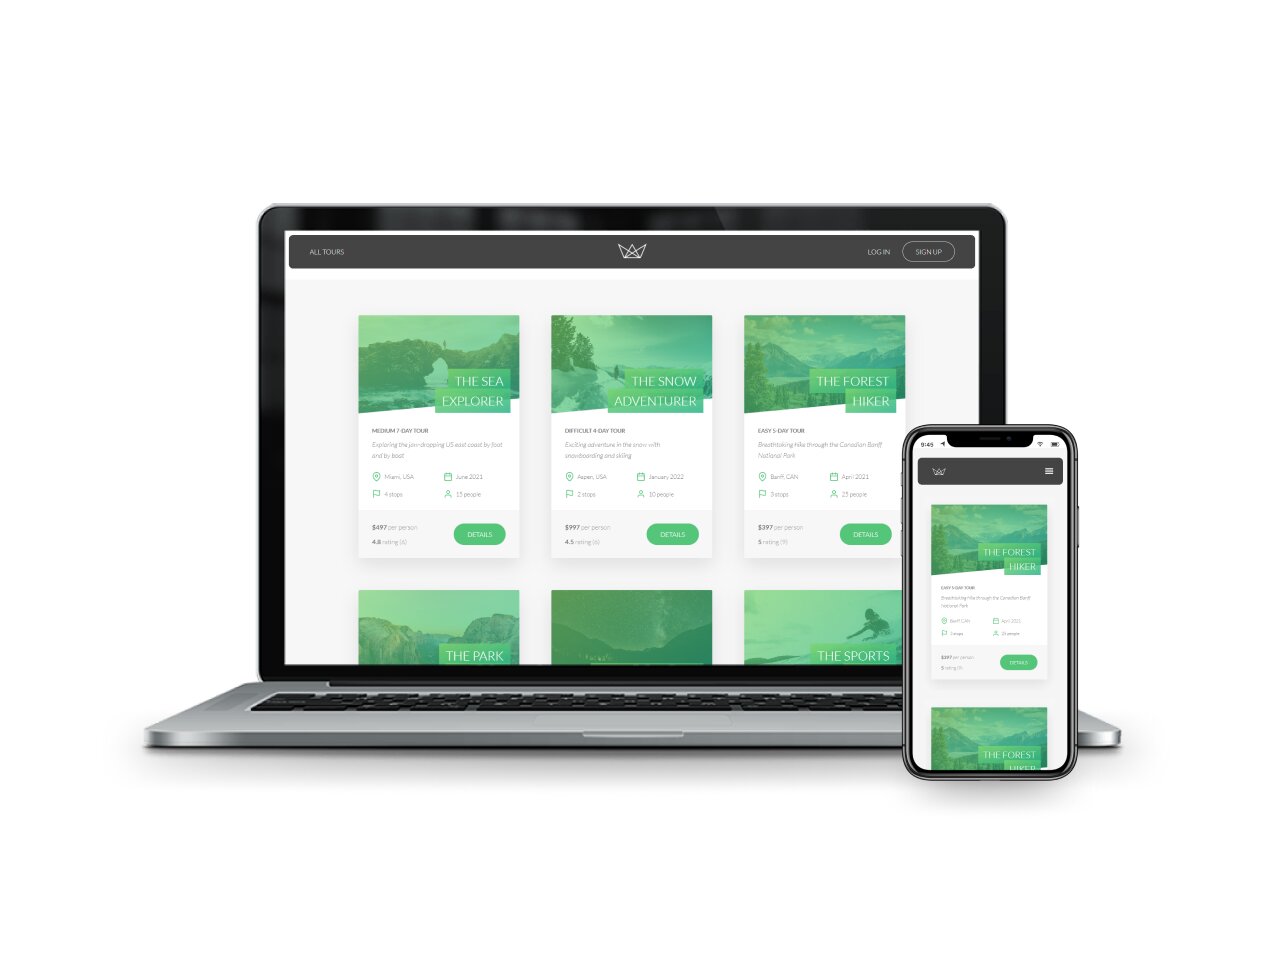 ALL TOURS
LOG IN
SIGN UP
THE SEA
EXPLORER
MEDIUM 7-DAY TOUR
Exploring the jaw-dropping US east coast by foot
and by boat
Miami, USA
June 2021
4 stops
15 people
$497 per person
4.8 rating (6)
DETAILS
THE SNOW
ADVENTURER
DIFFICULT 4-DAY TOUR
Exciting adventure in the snow with
snowboarding and skiing
Aspen, USA
January 2022
2 stops
10 people
$997 per person
4.5 rating (6)
DETAILS
THE FOREST
HIKER
EASY 5-DAY TOUR
Breathtaking hike through the Canadian Banff
National Park
Banff, CAN
April 2021
3 stops
25 people
$397 per person
5 rating (9)
DETAILS
THE PARK
THE SPORTS
9:45
THE FOREST
HIKER
EASY 5-DAY TOUR
Breathtaking hike through the Canadian Banff
National Park
Banff, CAN
April 2021
3 stops
25 people
$397 per person
5 rating (9)
DETAILS
THE FOREST
HIKER